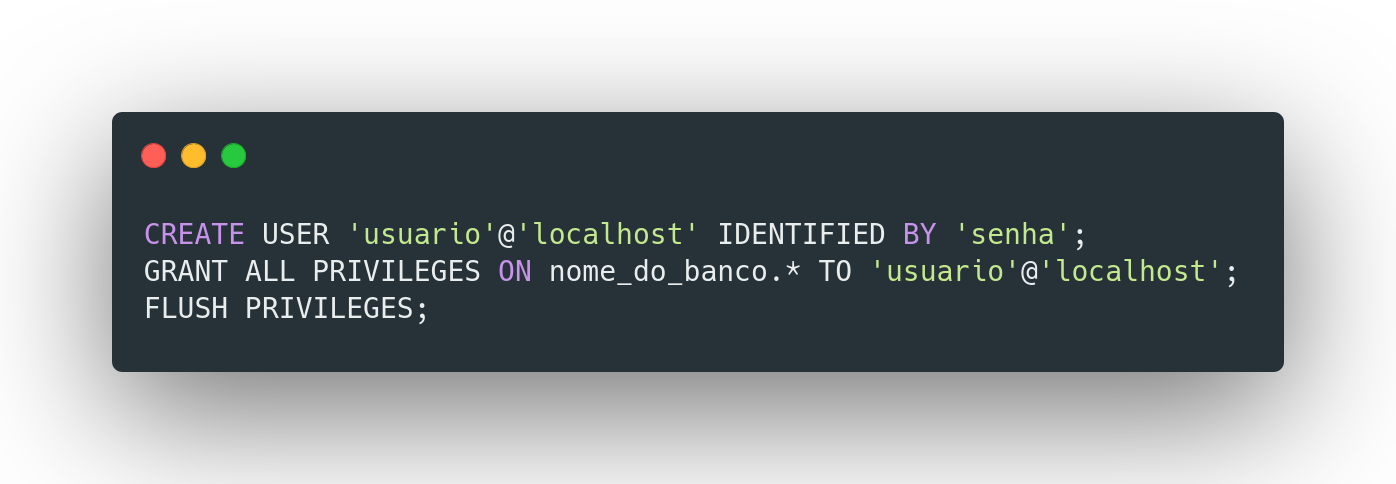 CREATE USER 'usuario'@'localhost' IDENTIFIED BY 'senha';
GRANT ALL PRIVILEGES ON nome_do_banco.* TO 'usuario'@'localhost';
FLUSH PRIVILEGES;